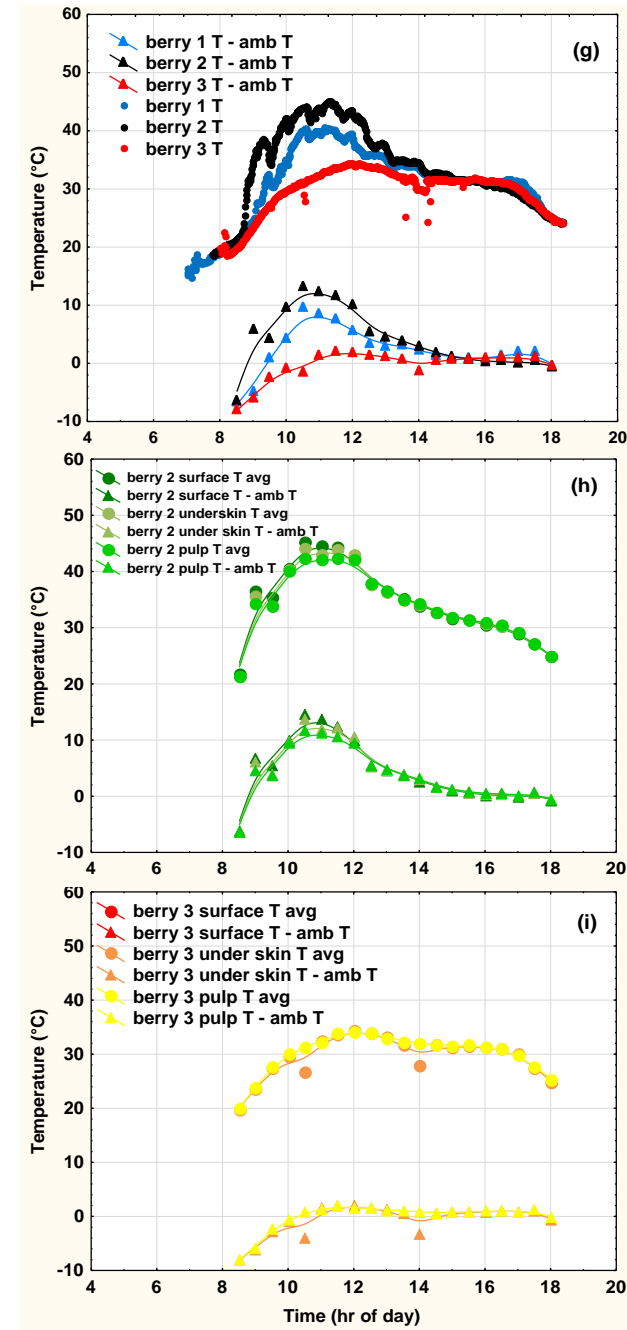 60
(g)
berry 1 T - amb T
berry 2 T - amb T
berry 3 T - amb T
berry 1 T
berry 2 T
berry 3 T
50
40
30
20
10
0
-10
Temperature (°C)
4 6 8 10 12 14 16 18 20
60
(h)
berry 2 surface T avg
berry 2 surface T - amb T
berry 2 underskin T avg
berry 2 under skin T - amb T
berry 2 pulp T avg
berry 2 pulp T - amb T
50
40
30
20
10
0
-10
Temperature (°C)
4 6 8 10 12 14 16 18 20
60
(i)
berry 3 surface T avg
berry 3 surface T - amb T
berry 3 under skin T avg
berry 3 under skin T - amb T
berry 3 pulp T avg
berry 3 pulp T - amb T
50
40
30
20
10
0
-10
Temperature (°C)
4 6 8 10 12 14 16 18 20
Time (hr of day)